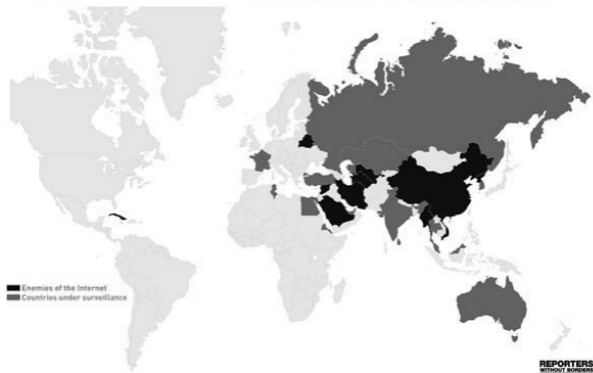 Enemies of the Internet
Countries under surveillance
REPORTERS
WITHOUT BORDERS